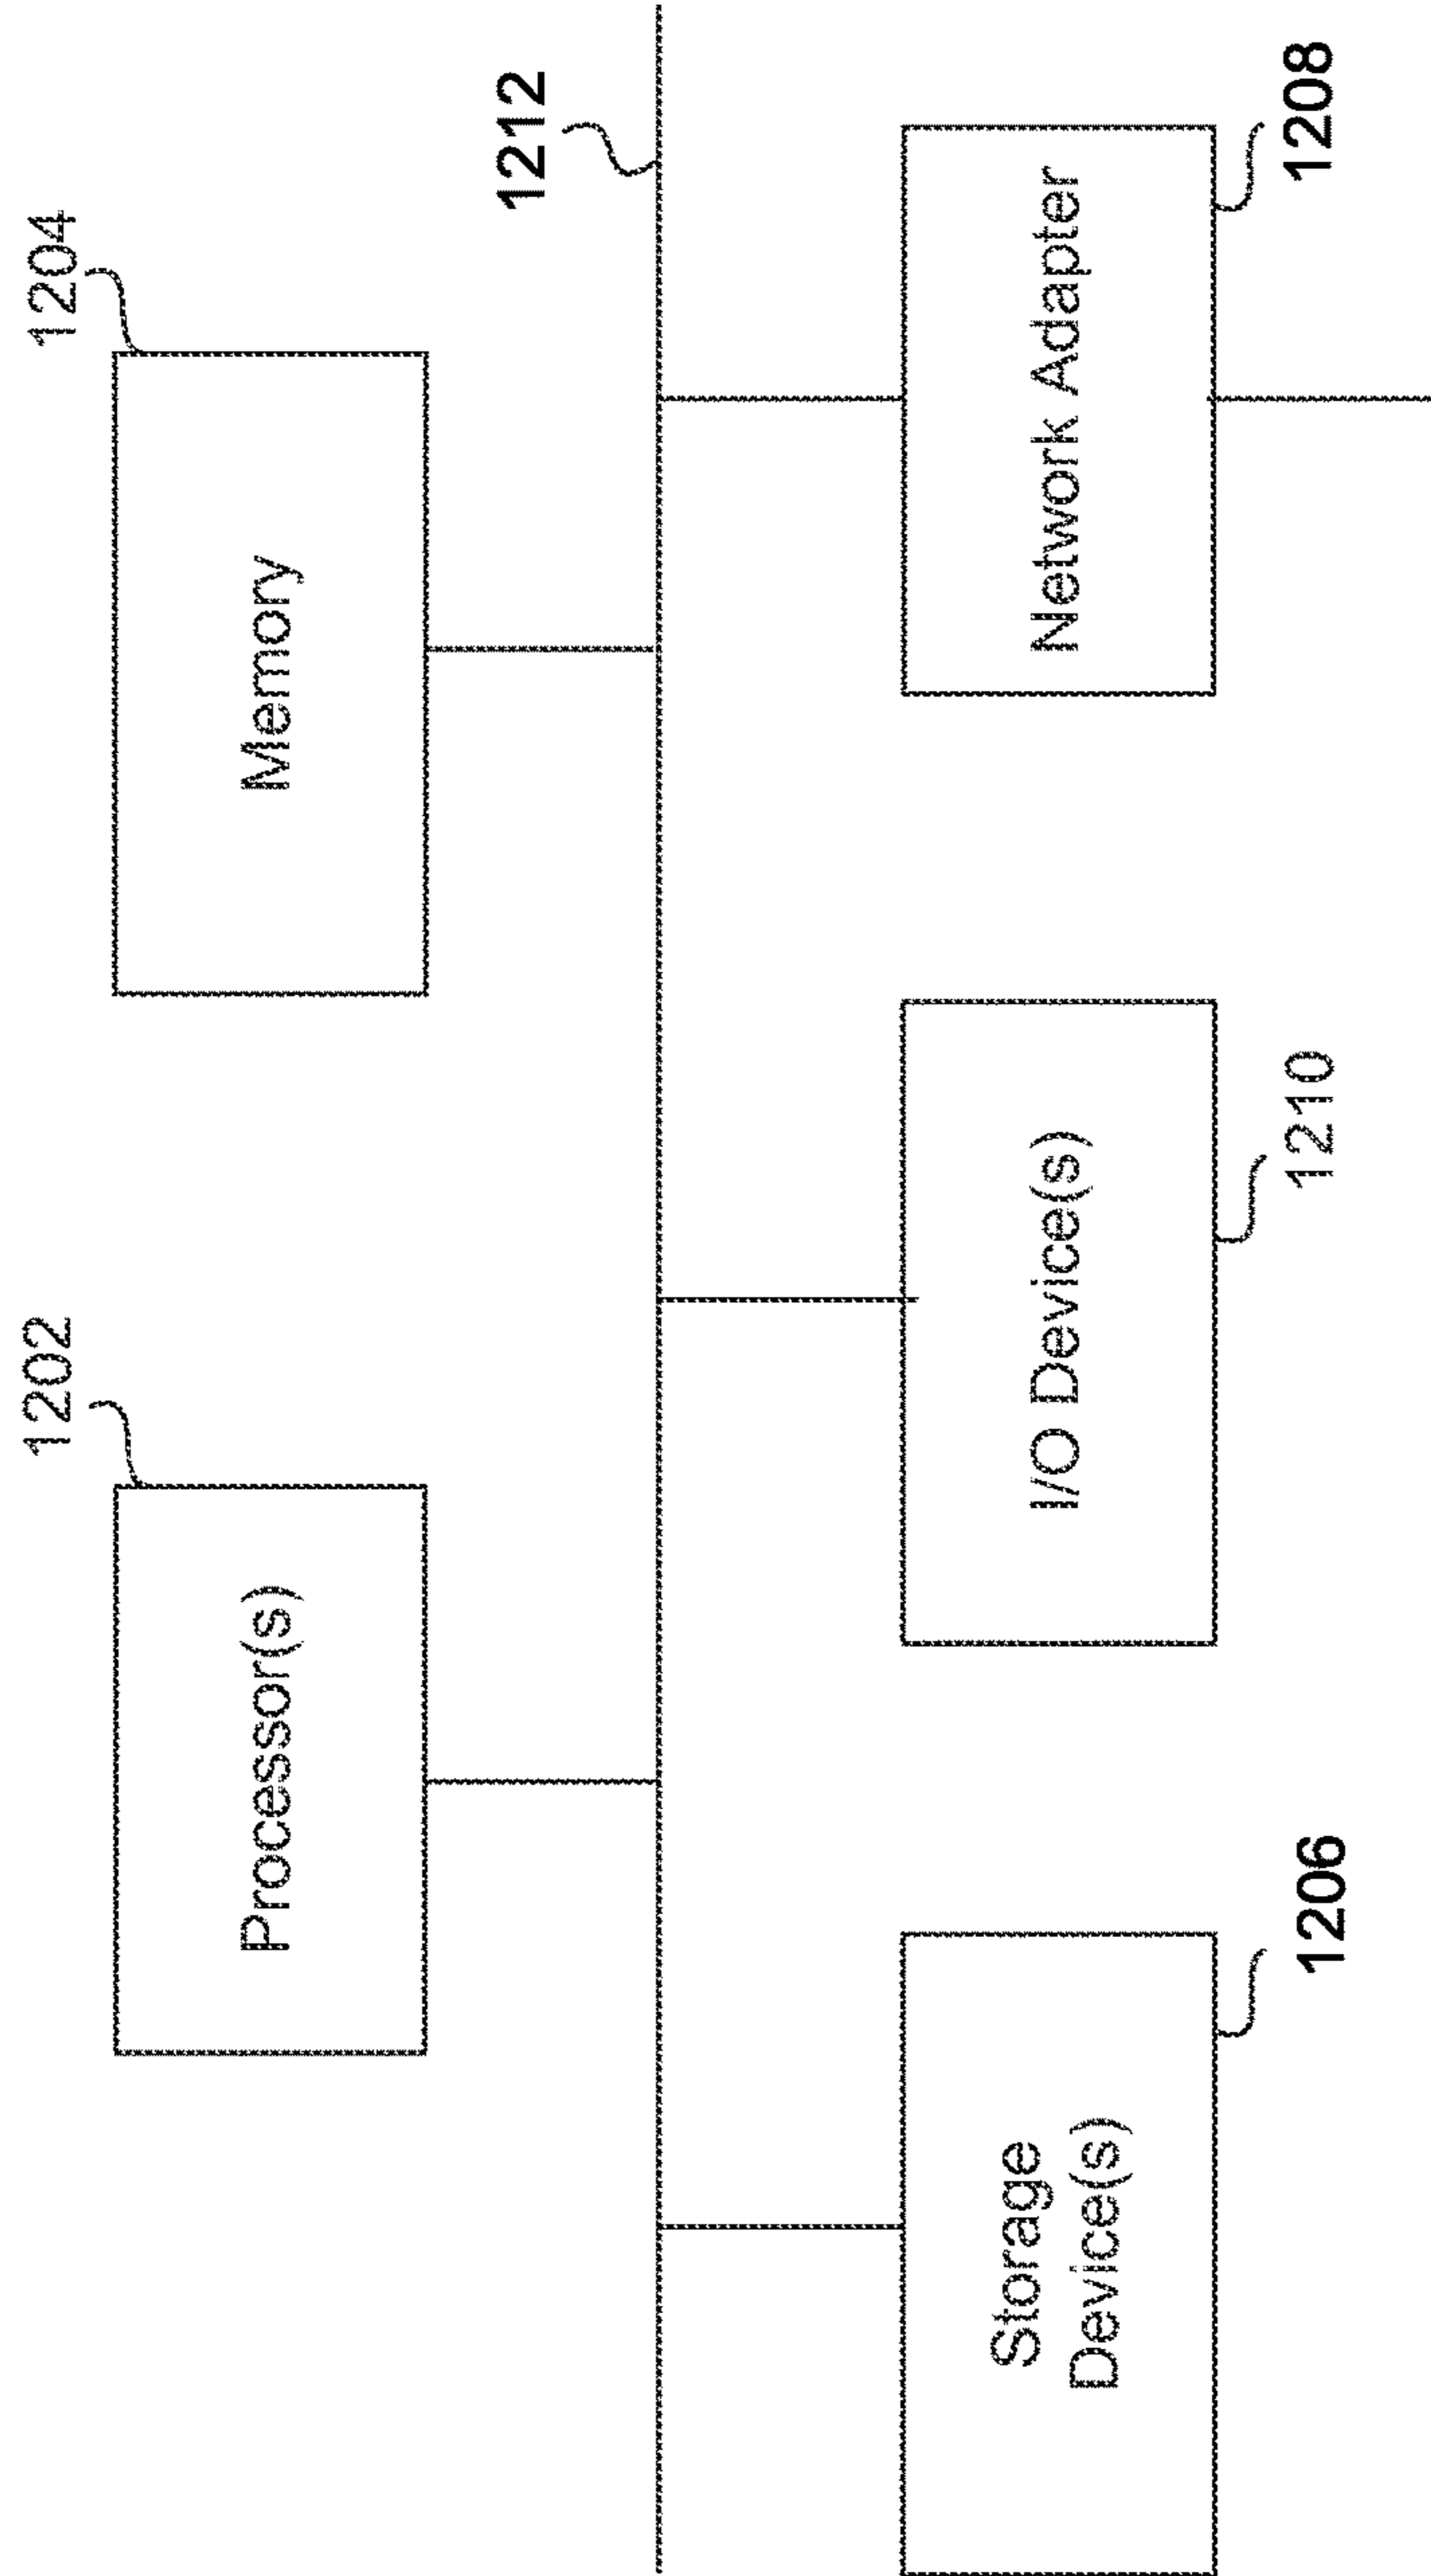 1202
1204
Processor(s)
Memory
1212
Storage
Device(s)
I/O Device(s)
Network Adapter
1206
1210
1208